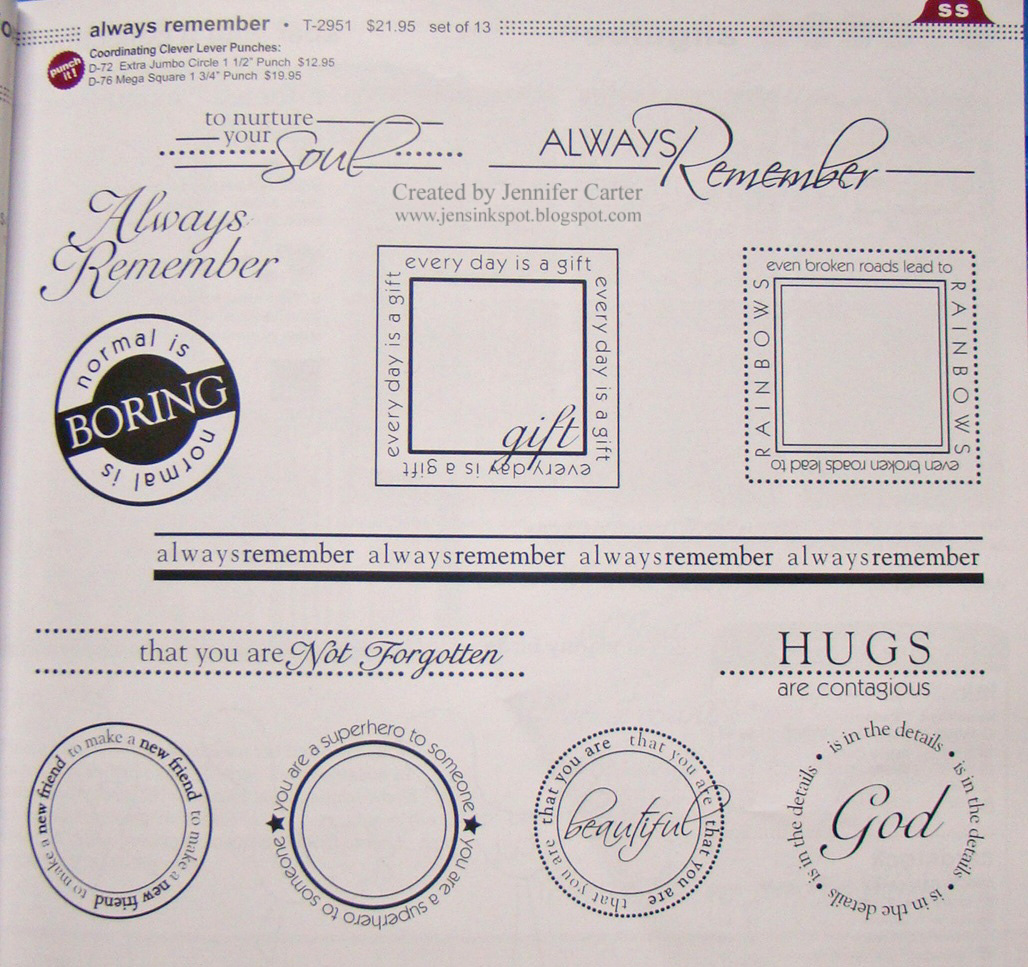 always remember • T-2951 $21.95 set of 13
SS
punch it!
Coordinating Clever Lever Punches:
D-72 Extra Jumbo Circle 1 1/2" Punch $12.95
D-76 Mega Square 1 3/4" Punch $19.95
to nurture
your
Soul
ALWAYS Remember
Created by Jennifer Carter
www.jensinkspot.blogspot.com
Always
Remember
every day is a gift
every day is a gift
every day is a gift
every day is a gift
gift
even broken roads lead to
RAINBOWS
even broken roads lead to
RAINBOWS
normal is
BORING
normal is
alwaysremember alwaysremember alwaysremember alwaysremember
that you are Not Forgotten
HUGS
are contagious
to make a new friend to make a new friend to make a new friend
you are a superhero to someone ★ you are a superhero to someone ★
that you are that you are that you are that you are
beautiful
is in the details • is in the details • is in the details • is in the details • is in the details •
God